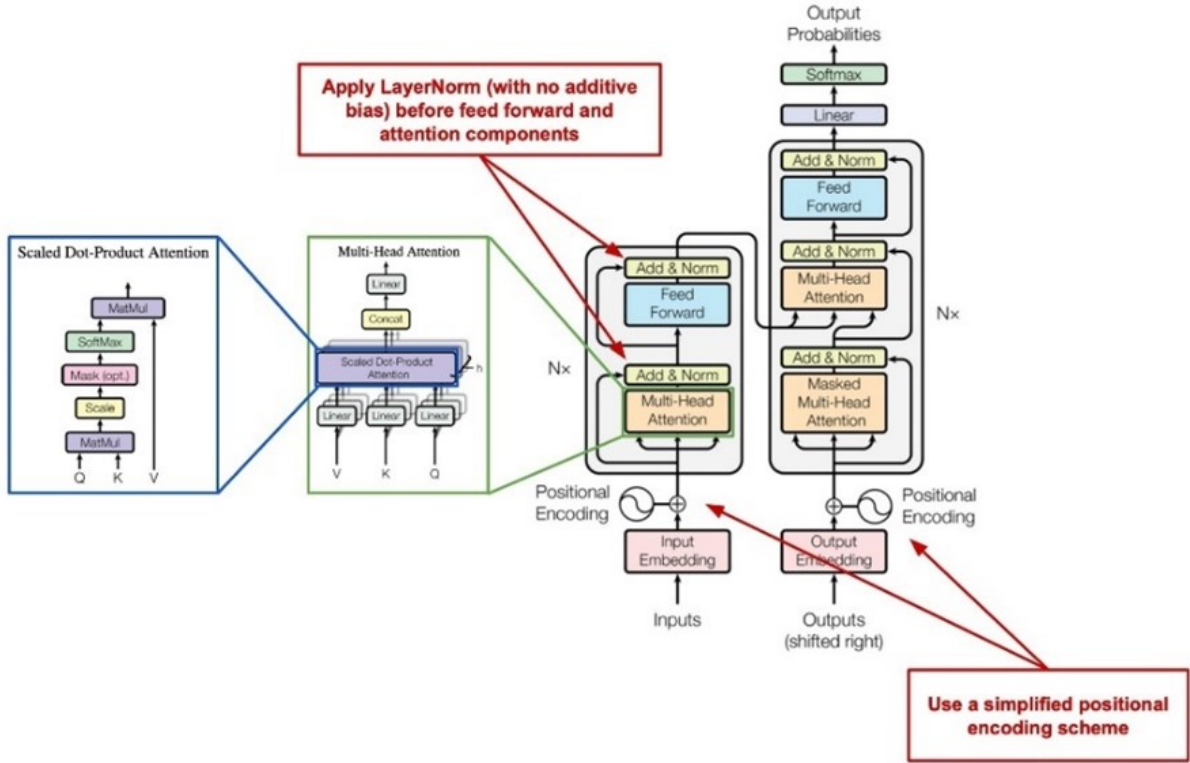 Output
Probabilities
Softmax
Linear
Add & Norm
Feed
Forward
Add & Norm
Multi-Head
Attention
Add & Norm
Masked
Multi-Head
Attention
Nx
Positional
Encoding
Output
Embedding
Outputs
(shifted right)
Apply LayerNorm (with no additive
bias) before feed forward and
attention components
Add & Norm
Feed
Forward
Add & Norm
Multi-Head
Attention
Nx
Positional
Encoding
Input
Embedding
Inputs
Scaled Dot-Product Attention
MatMul
SoftMax
Mask (opt.)
Scale
MatMul
Q K V
Multi-Head Attention
Linear
Concat
Scaled Dot-Product
Attention
h
Linear Linear Linear
V K Q
Use a simplified positional
encoding scheme